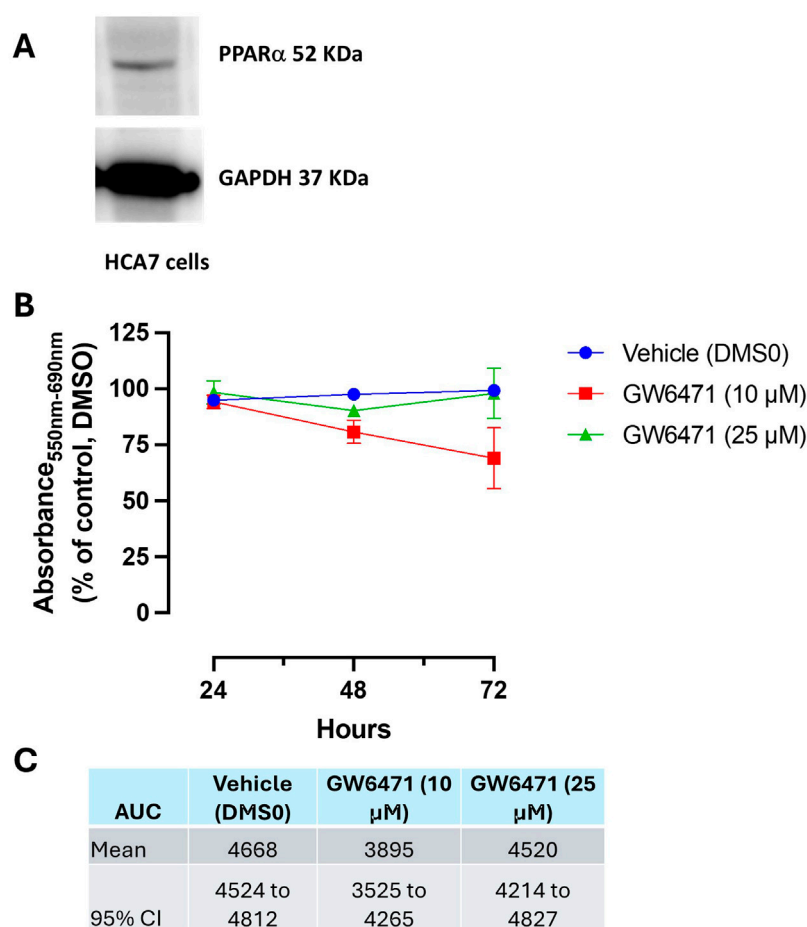 A
PPARα 52 KDa
GAPDH 37 KDa
HCA7 cells
B
Absorbance550nm-690nm
(% of control, DMSO)
125
100
75
50
25
0
24 48 72
Hours
Vehicle (DMS0)
GW6471 (10 µM)
GW6471 (25 µM)
C
AUC
Vehicle
(DMS0)
GW6471 (10
µM)
GW6471 (25
µM)
Mean 4668 3895 4520
95% CI
4524 to
4812
3525 to
4265
4214 to
4827